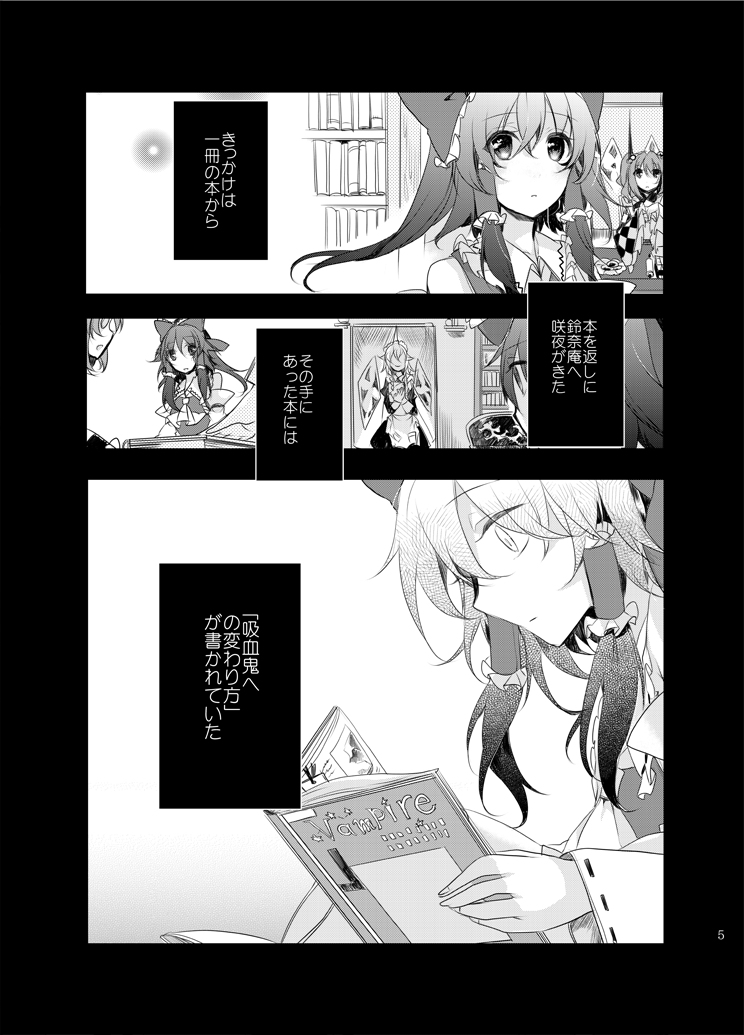 きっかけは
一冊の本から
本を返しに
鈴奈庵へ
咲夜がきた
その手に
あった本には
「吸血鬼へ
の変わり方」
が書かれていた
Vampire
5